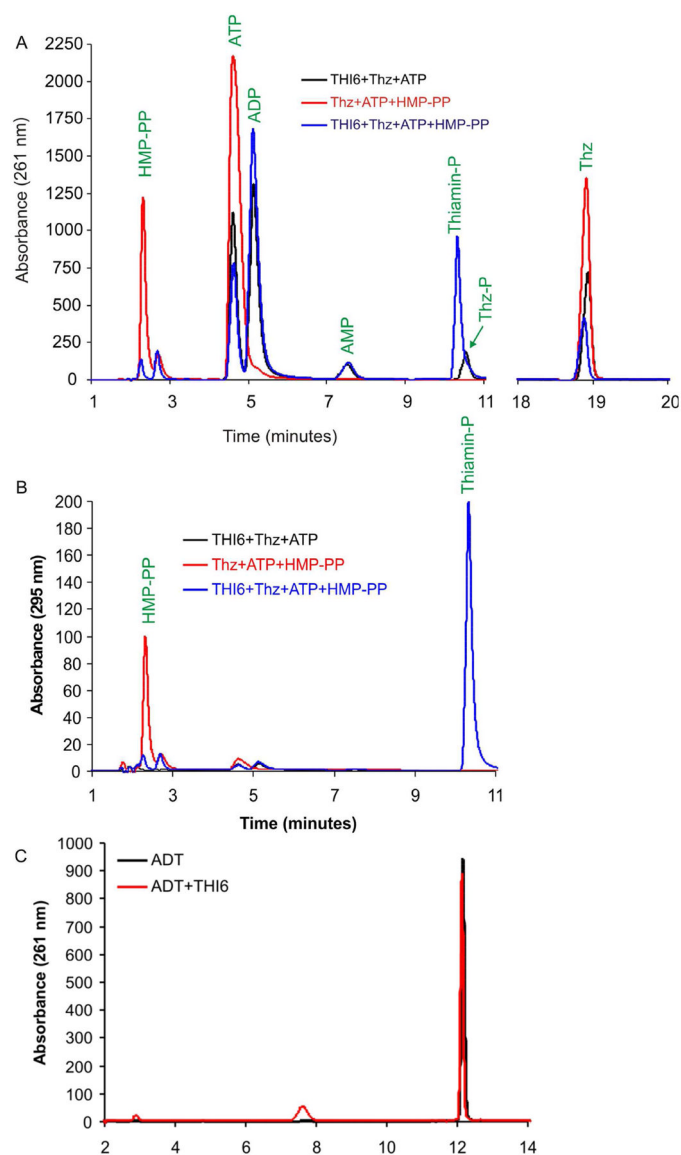 A
2250
2000
1750
1500
1250
1000
750
500
250
0
Absorbance (261 nm)
HMP-PP
ATP
ADP
AMP
Thiamin-P
Thz-P
Thz
THI6+Thz+ATP
Thz+ATP+HMP-PP
THI6+Thz+ATP+HMP-PP
1 3 5 7 9 11 18 19 20
Time (minutes)
B
200
180
160
140
120
100
80
60
40
20
0
Absorbance (295 nm)
HMP-PP
Thiamin-P
THI6+Thz+ATP
Thz+ATP+HMP-PP
THI6+Thz+ATP+HMP-PP
1 3 5 7 9 11
Time (minutes)
C
1000
900
800
700
600
500
400
300
200
100
0
Absorbance (261 nm)
ADT
ADT+THI6
2 4 6 8 10 12 14